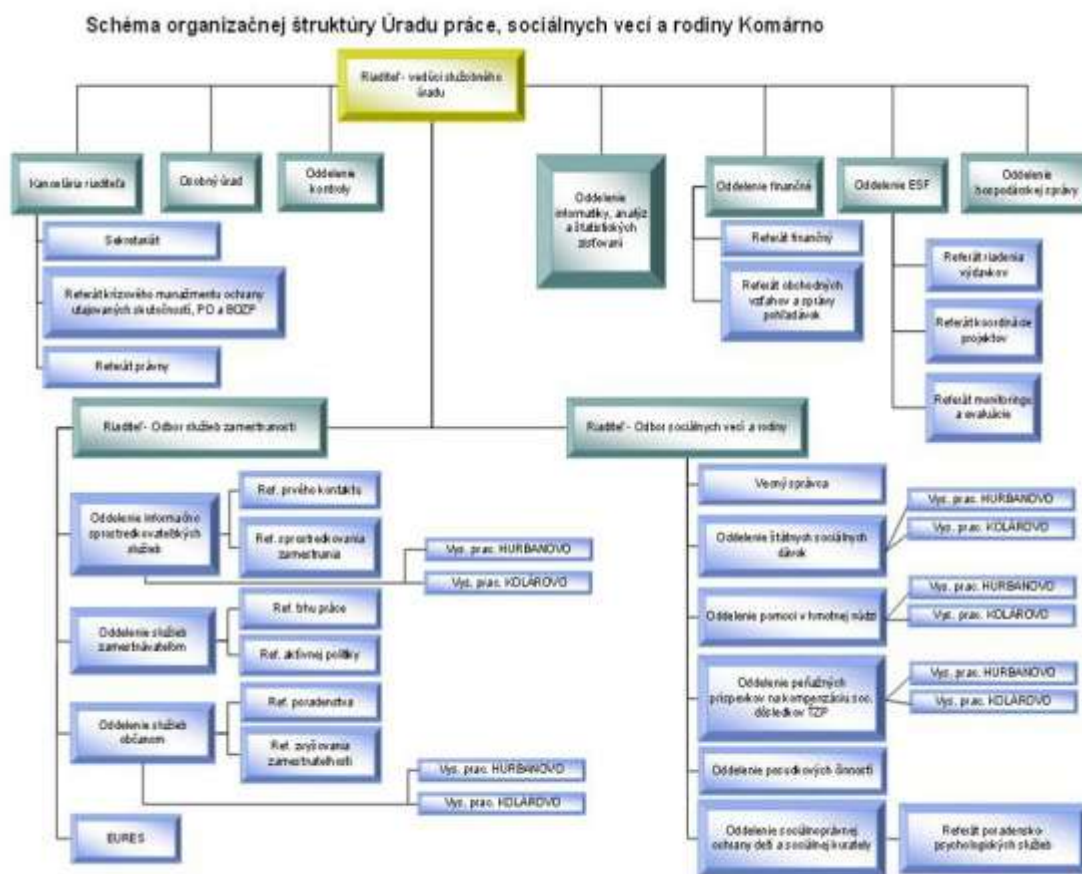 Schéma organizačnej štruktúry Úradu práce, sociálnych vecí a rodiny Komárno
Riaditeľ - vedúci služobného
úradu
Kancelária riaditeľa
Osobný úrad
Oddelenie
kontroly
Oddelenie
informatiky, analýz
a štatistických
zisťovaní
Oddelenie finančné
Oddelenie ESF
Oddelenie
hospodárskej správy
Sekretariát
Referát krízového manažmentu ochrany
utajovaných skutočností, PO a BOZP
Referát právny
Referát finančný
Referát obchodných
vzťahov a správy
pohľadávok
Referát riadenia
výdavkov
Referát koordinácie
projektov
Referát monitoringu
a evaluácie
Riaditeľ - Odbor služieb zamestnanosti
Riaditeľ - Odbor sociálnych vecí a rodiny
Oddelenie informačno
sprostredkovateľských
služieb
Ref. prvého kontaktu
Ref. sprostredkovania
zamestnania
Vys. prac. HURBANOVO
Vys. prac. KOLÁROVO
Oddelenie služieb
zamestnávateľom
Ref. trhu práce
Ref. aktívnej politiky
Oddelenie služieb
občanom
Ref. poradenstva
Ref. zvyšovania
zamestnateľnosti
Vys. prac. HURBANOVO
Vys. prac. KOLÁROVO
EURES
Vecný správca
Oddelenie štátnych sociálnych
dávok
Vys. prac. HURBANOVO
Vys. prac. KOLÁROVO
Oddelenie pomoci v hmotnej núdzi
Vys. prac. HURBANOVO
Vys. prac. KOLÁROVO
Oddelenie peňažných
príspevkov na kompenzáciu soc.
dôsledkov ŤZP
Vys. prac. HURBANOVO
Vys. prac. KOLÁROVO
Oddelenie posudkových činností
Oddelenie sociálnoprávnej
ochrany detí a sociálnej kurately
Referát poradensko
psychologických služieb